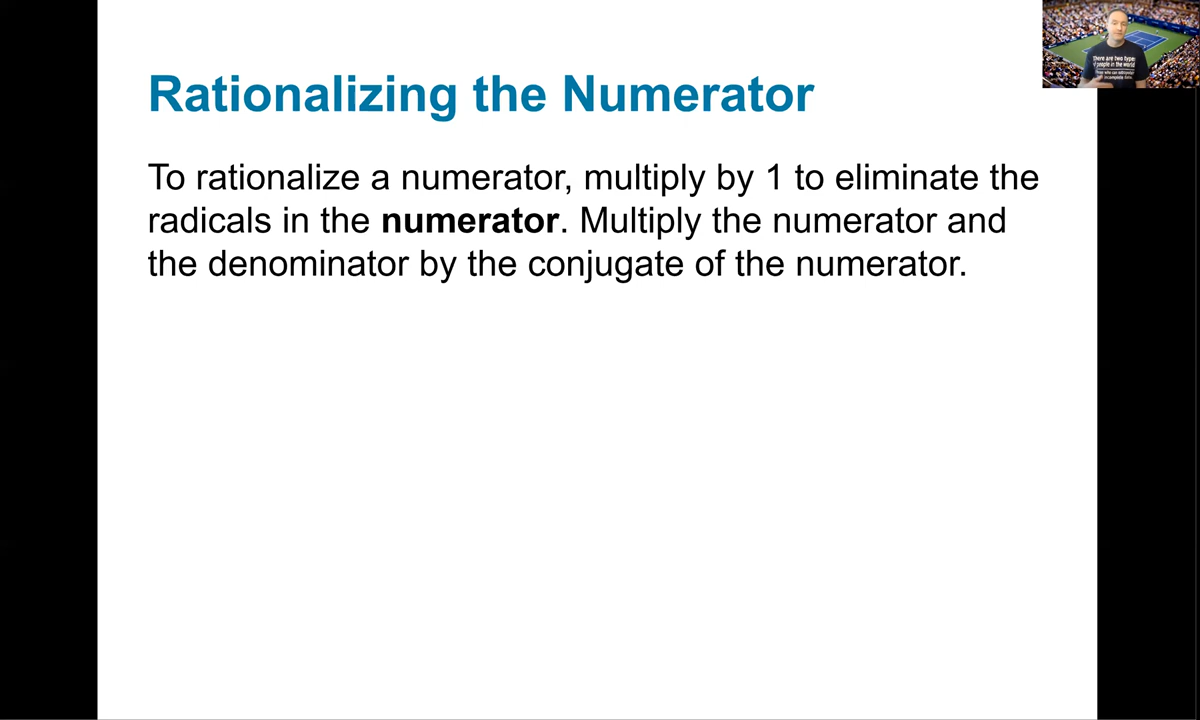 Rationalizing the Numerator
To rationalize a numerator, multiply by 1 to eliminate the
radicals in the numerator. Multiply the numerator and
the denominator by the conjugate of the numerator.
There are two types
of people in the world: